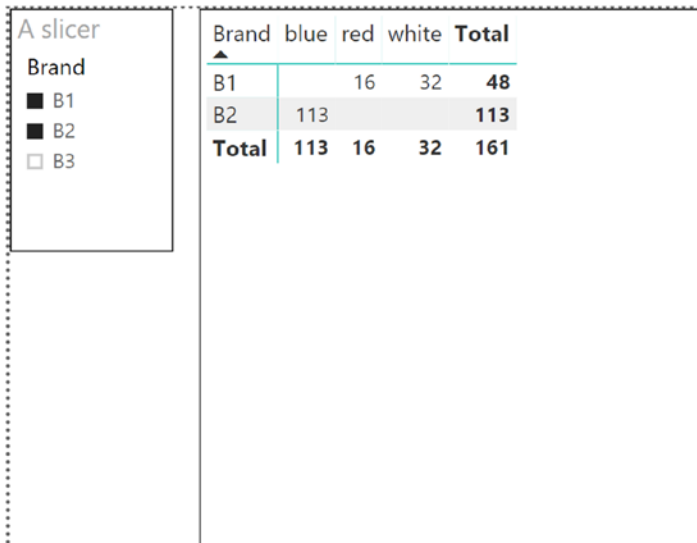 A slicer
Brand
B1
B2
B3
Brand blue red white Total
B1 16 32 48
B2 113 113
Total 113 16 32 161